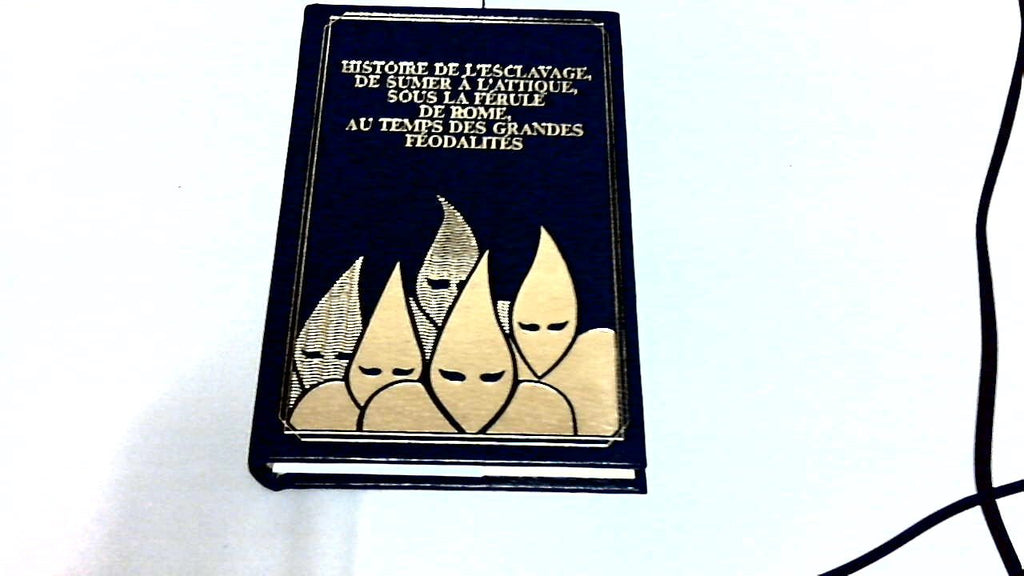 HISTOIRE DE L'ESCLAVAGE,
DE SUMER À L'ATTIQUE,
SOUS LA FÉRULE
DE ROME,
AU TEMPS DES GRANDES
FÉODALITÉS